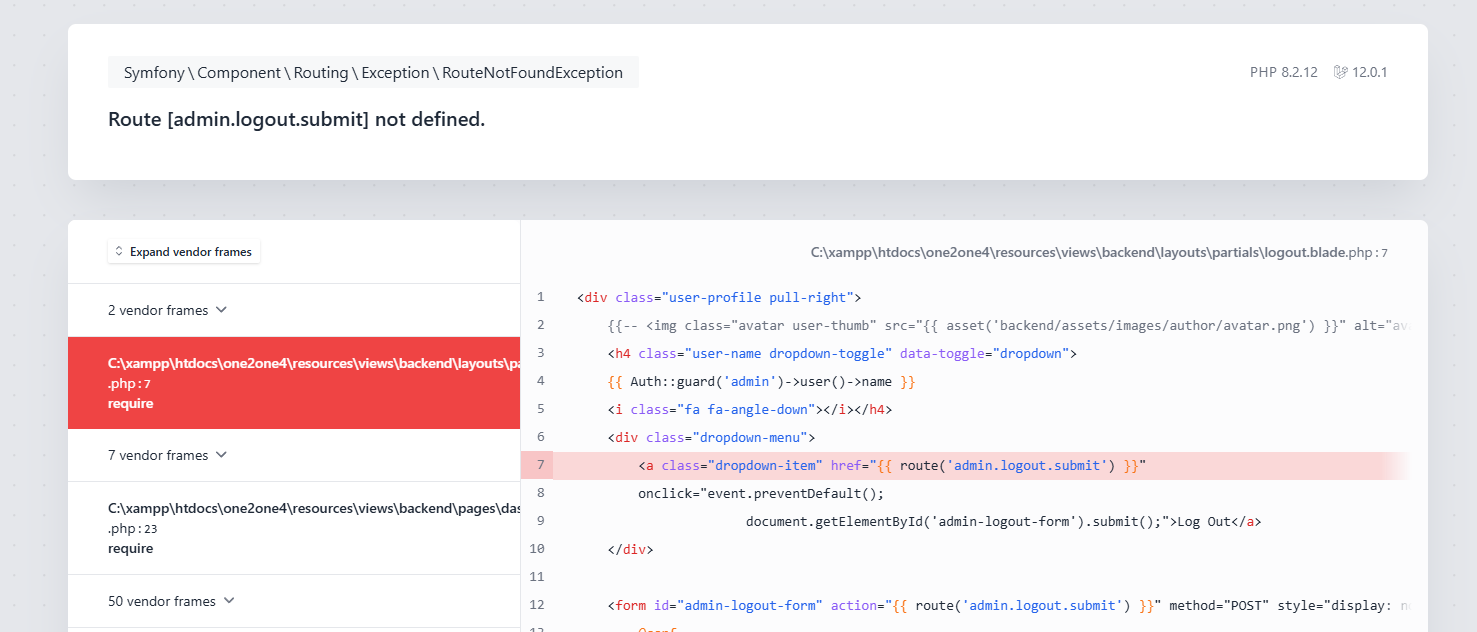 Symfony \ Component \ Routing \ Exception \ RouteNotFoundException
PHP 8.2.12 12.0.1
Route [admin.logout.submit] not defined.
Expand vendor frames
2 vendor frames
C:\xampp\htdocs\one2one4\resources\views\backend\layouts\pa
.php : 7
require
7 vendor frames
C:\xampp\htdocs\one2one4\resources\views\backend\pages\das
.php : 23
require
50 vendor frames
C:\xampp\htdocs\one2one4\resources\views\backend\layouts\partials\logout.blade.php : 7
1 <div class="user-profile pull-right">
2 {{-- <img class="avatar user-thumb" src="{{ asset('backend/assets/images/author/avatar.png') }}" alt="av
3 <h4 class="user-name dropdown-toggle" data-toggle="dropdown">
4 {{ Auth::guard('admin')->user()->name }}
5 <i class="fa fa-angle-down"></i></h4>
6 <div class="dropdown-menu">
7 <a class="dropdown-item" href="{{ route('admin.logout.submit') }}"
8 onclick="event.preventDefault();
9 document.getElementById('admin-logout-form').submit();">Log Out</a>
10 </div>
11
12 <form id="admin-logout-form" action="{{ route('admin.logout.submit') }}" method="POST" style="display: n